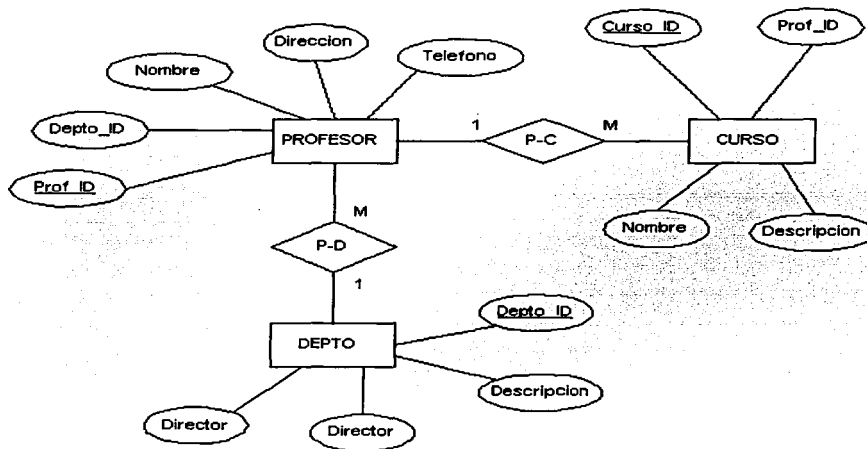 Curso_ID
Prof_ID
Direccion
Telefono
Nombre
Depto_ID
PROFESOR
1
P-C
M
CURSO
Prof_ID
Nombre
Descripcion
M
P-D
1
Depto_ID
DEPTO
Descripcion
Director
Director